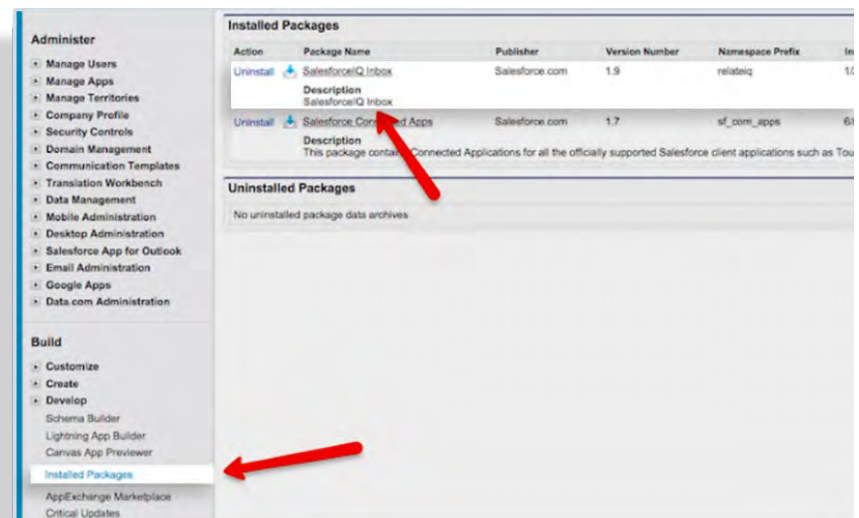 Administer
Manage Users
Manage Apps
Manage Territories
Company Profile
Security Controls
Domain Management
Communication Templates
Translation Workbench
Data Management
Mobile Administration
Desktop Administration
Salesforce App for Outlook
Email Administration
Google Apps
Data.com Administration
Build
Customize
Create
Develop
Schema Builder
Lightning App Builder
Canvas App Previewer
Installed Packages
AppExchange Marketplace
Critical Updates
Installed Packages
Action Package Name Publisher Version Number Namespace Prefix
Uninstall SalesforceIQ Inbox Salesforce.com 1.9 relateiq
Description
SalesforceIQ Inbox
Uninstall Salesforce Apps Salesforce.com 1.7 sf_com_apps
Description
This package Connected Applications for all the officially supported Salesforce client applications such as
Uninstalled Packages
No uninstalled package data archives